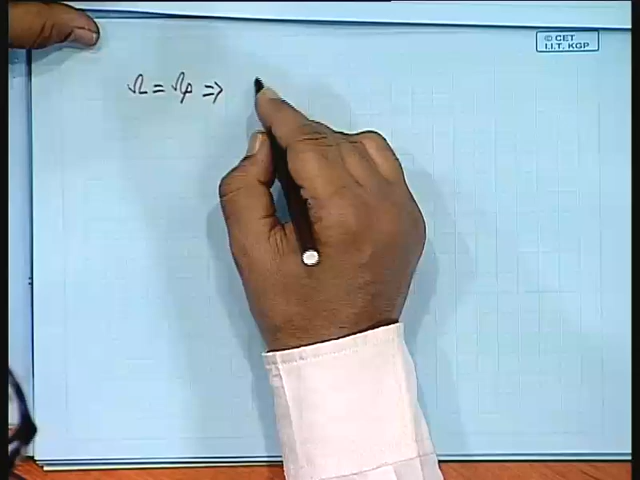 © CET
I.I.T. KGP
Ω = Ωp ⇒